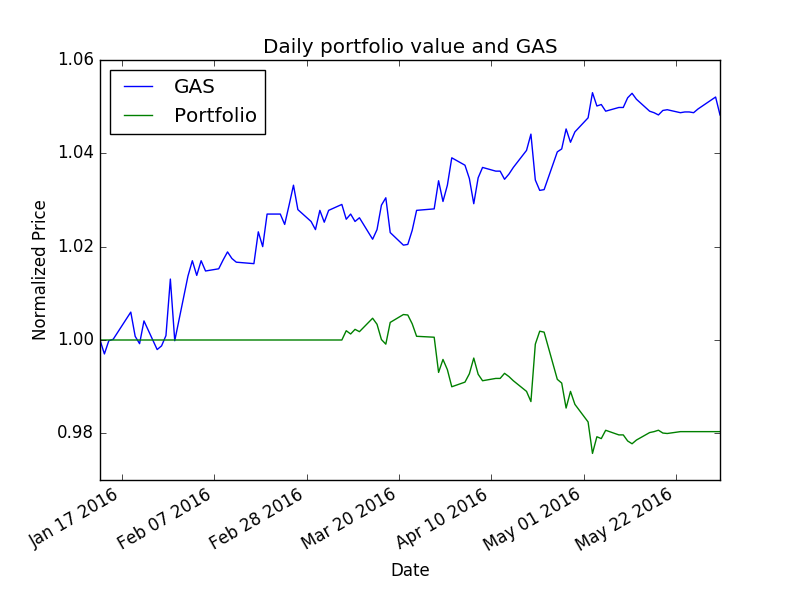 Daily portfolio value and GAS
GAS
Portfolio
1.06
1.04
1.02
1.00
0.98
Normalized Price
Jan 17 2016
Feb 07 2016
Feb 28 2016
Mar 20 2016
Apr 10 2016
May 01 2016
May 22 2016
Date